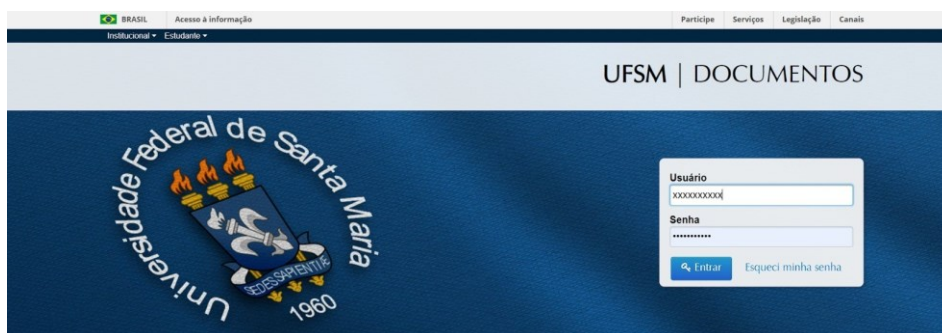 BRASIL Acesso à informação Participe Serviços Legislação Canais
Institucional Estudante
UFSM | DOCUMENTOS
Universidade Federal de Santa Maria
SEDES SAPIENTIÆ
1960
Usuário
xxxxxxxxxx
Senha
•••••••••••
Entrar Esqueci minha senha